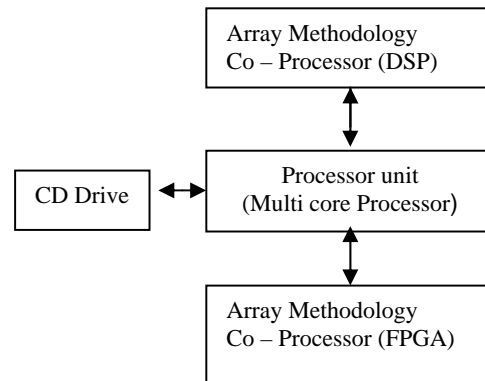 Array Methodology
Co – Processor (DSP)
Processor unit
(Multi core Processor)
CD Drive
Array Methodology
Co – Processor (FPGA)